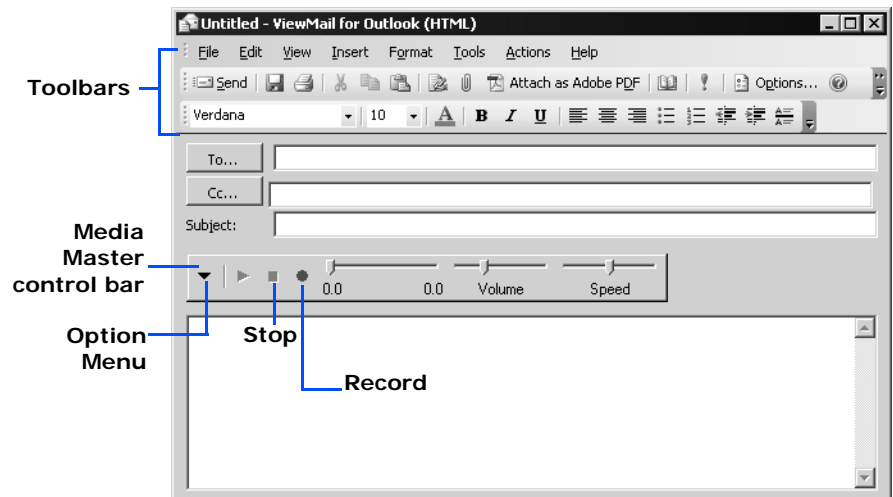 Untitled - ViewMail for Outlook (HTML)
File Edit View Insert Format Tools Actions Help
Send Attach as Adobe PDF Options...
Toolbars
Verdana 10 A B I U
To...
Cc...
Subject:
Media
Master
control bar
0.0 0.0 Volume Speed
Option
Menu
Stop
Record